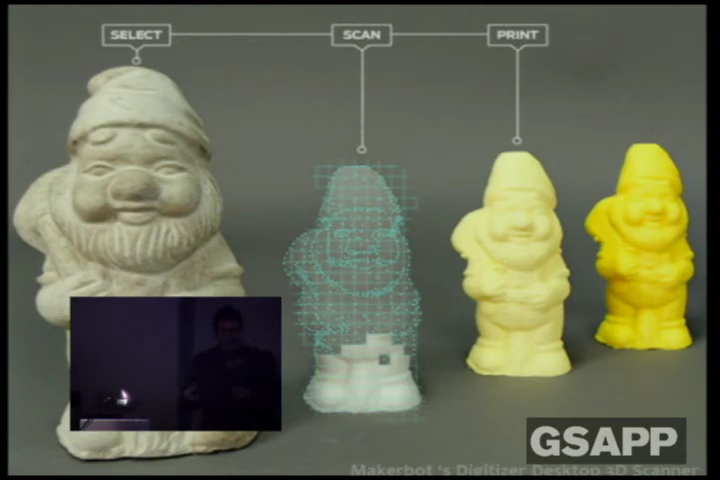 SELECT
SCAN
PRINT
GSAPP
Makerbot 's Digitizer Desktop 3D Scanner